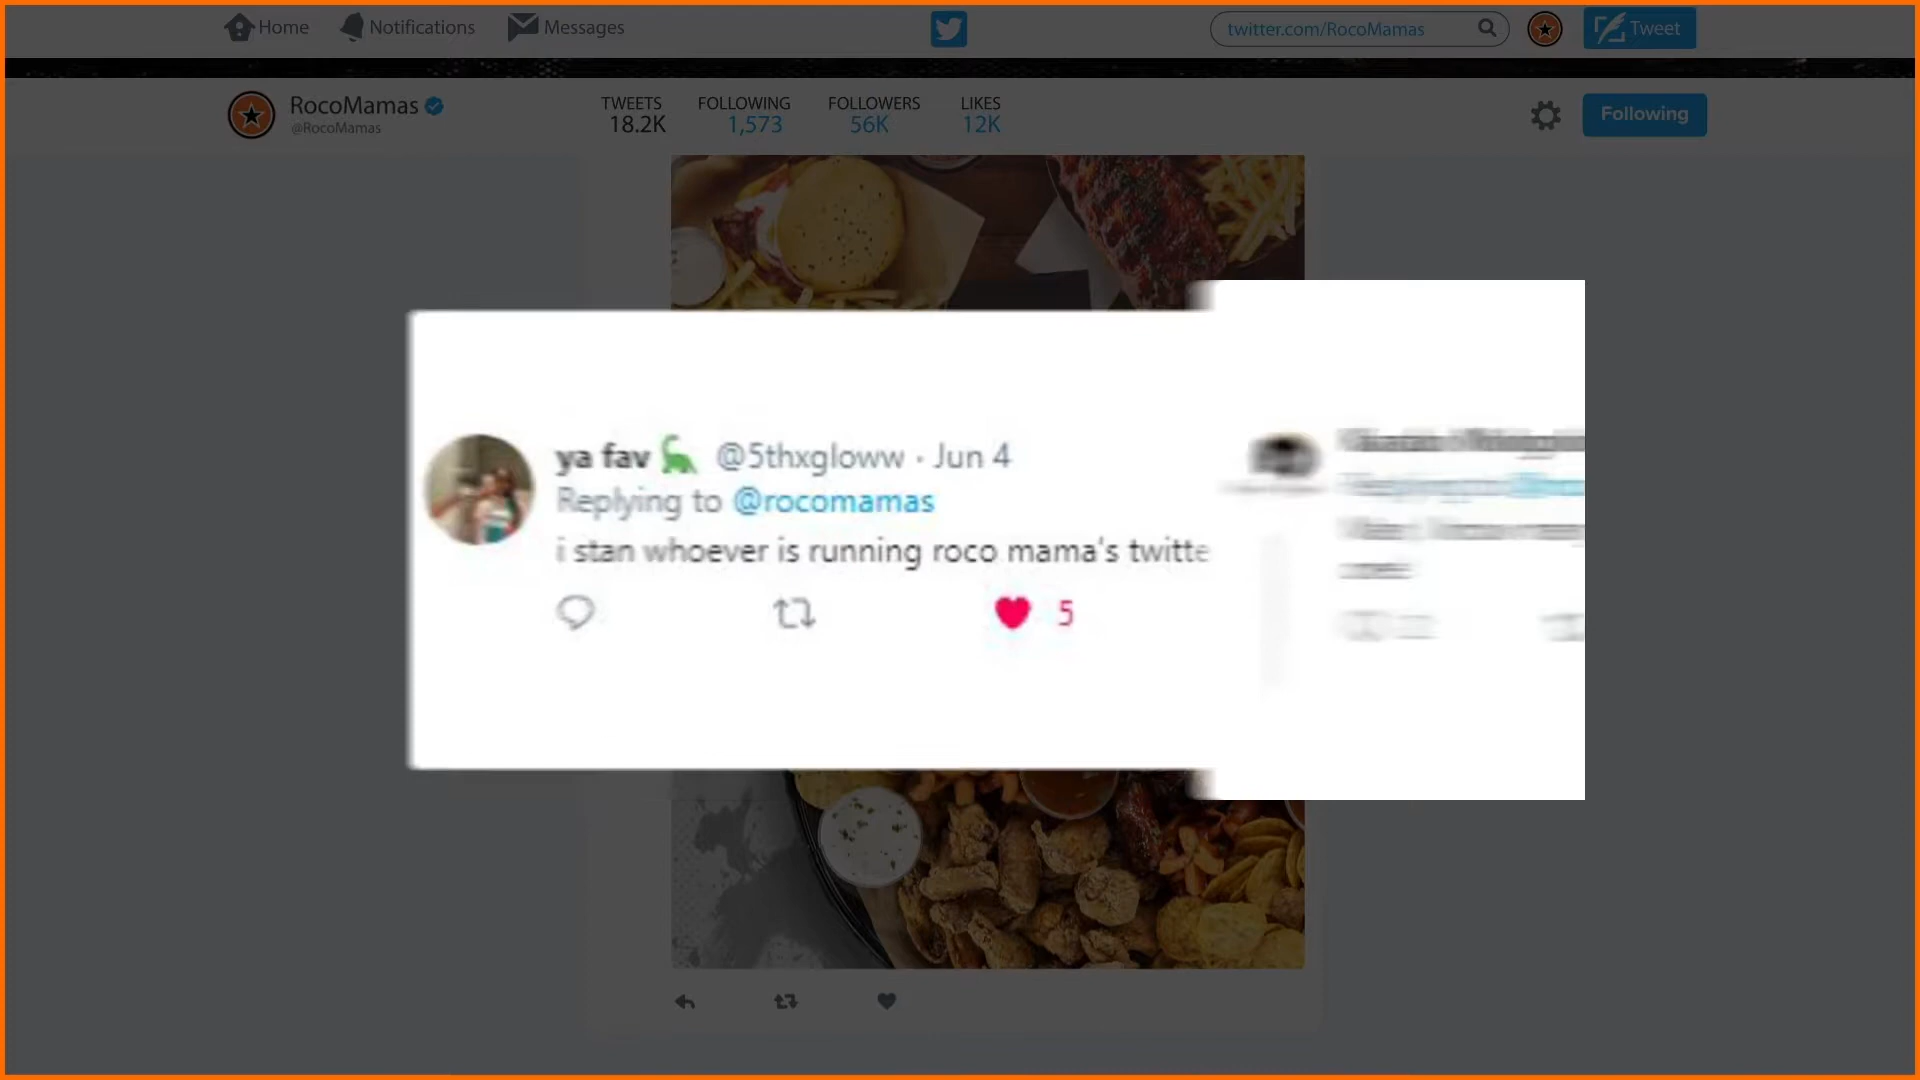 Home Notifications Messages twitter.com/RocoMamas Tweet
RocoMamas
@RocoMamas
TWEETS FOLLOWING FOLLOWERS LIKES
18.2K 1,573 56K 12K
Following
ya fav @5thxgloww · Jun 4
Replying to @rocomamas
i stan whoever is running roco mama's twitte
5